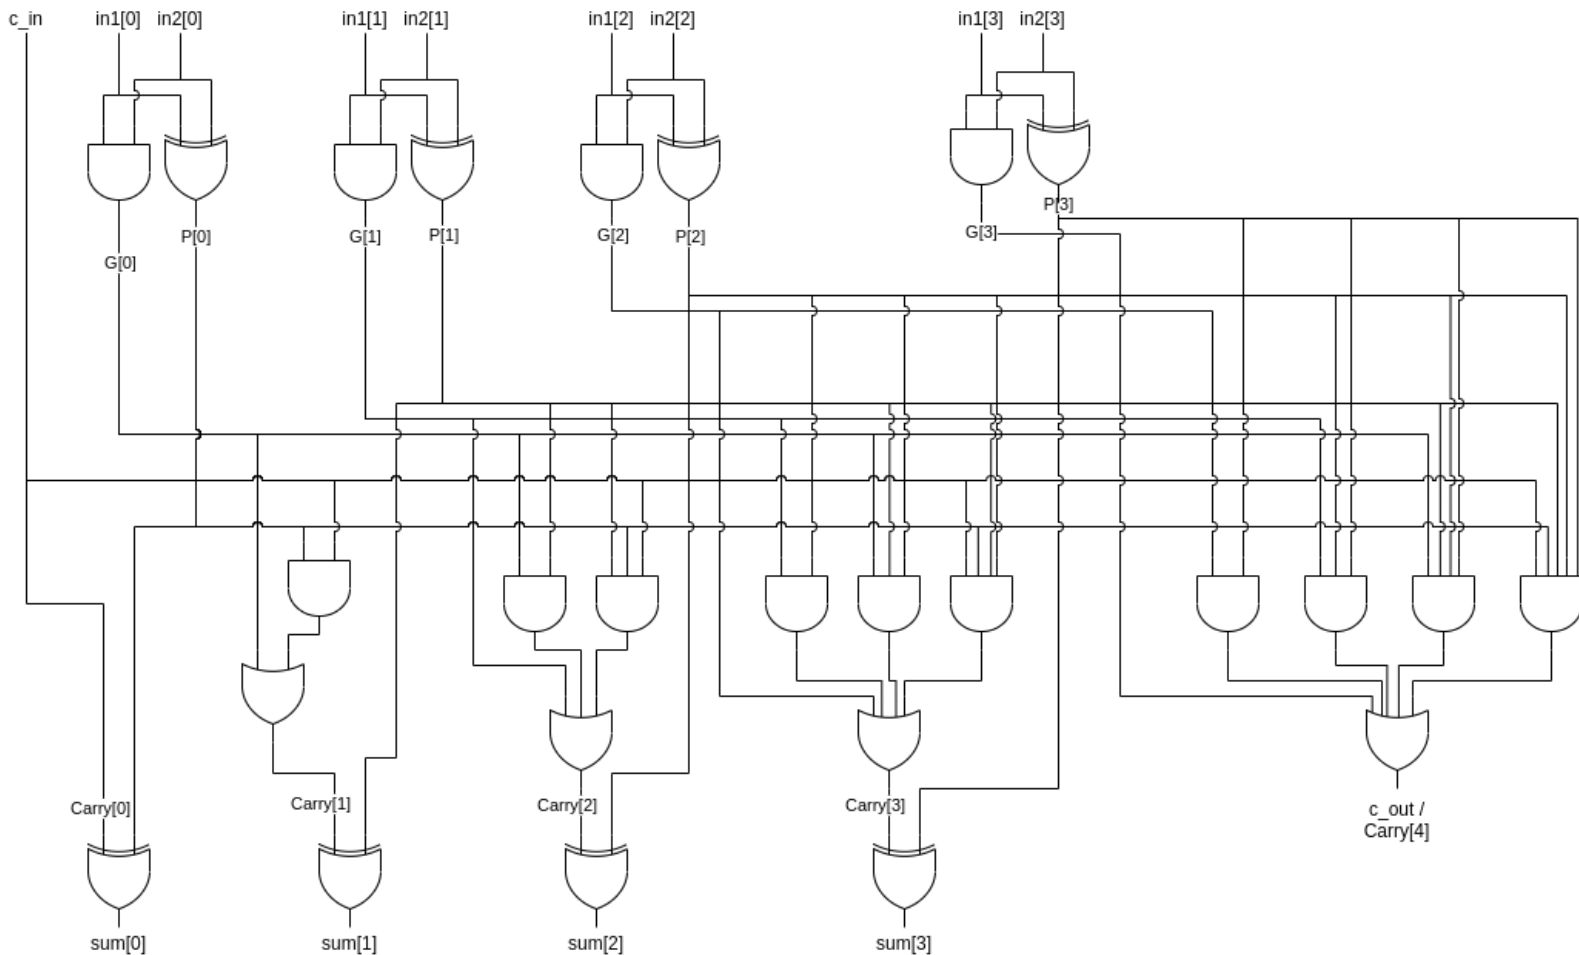 c_in
in1[0]
in2[0]
in1[1]
in2[1]
in1[2]
in2[2]
in1[3]
in2[3]
P[3]
G[3]
P[0]
G[1]
P[1]
G[2]
P[2]
G[0]
Carry[0]
Carry[1]
Carry[2]
Carry[3]
c_out /
Carry[4]
sum[0]
sum[1]
sum[2]
sum[3]